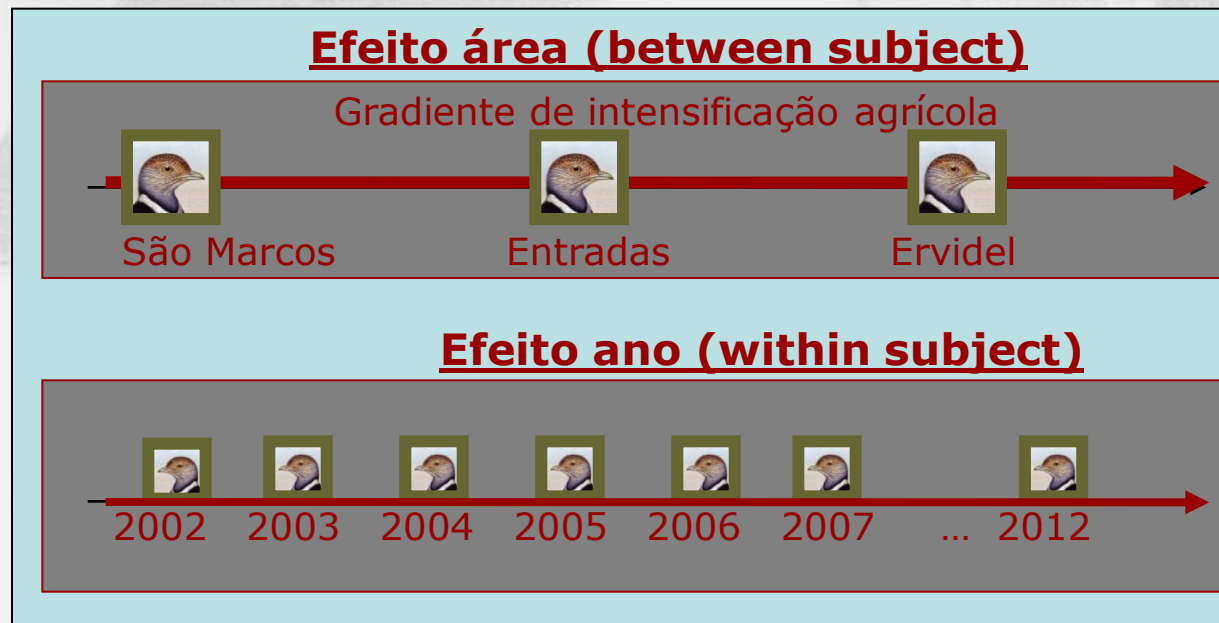 Efeito área (between subject)
Gradiente de intensificação agrícola
São Marcos Entradas Ervidel
Efeito ano (within subject)
2002 2003 2004 2005 2006 2007 … 2012